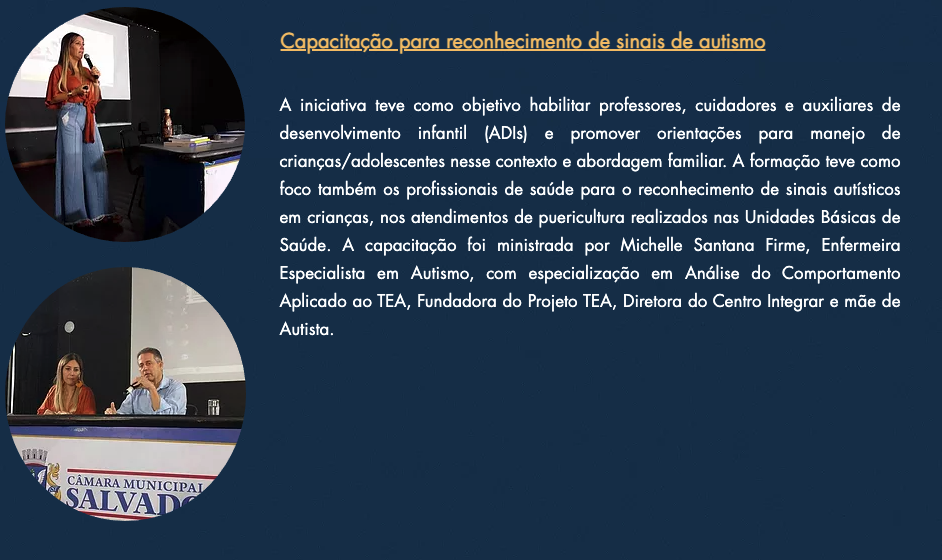 Capacitação para reconhecimento de sinais de autismo
A iniciativa teve como objetivo habilitar professores, cuidadores e auxiliares de
desenvolvimento infantil (ADIs) e promover orientações para manejo de
crianças/adolescentes nesse contexto e abordagem familiar. A formação teve como
foco também os profissionais de saúde para o reconhecimento de sinais autísticos
em crianças, nos atendimentos de puericultura realizados nas Unidades Básicas de
Saúde. A capacitação foi ministrada por Michelle Santana Firme, Enfermeira
Especialista em Autismo, com especialização em Análise do Comportamento
Aplicado ao TEA, Fundadora do Projeto TEA, Diretora do Centro Integrar e mãe de
Autista.
CÂMARA MUNICIPAL
SALVADO